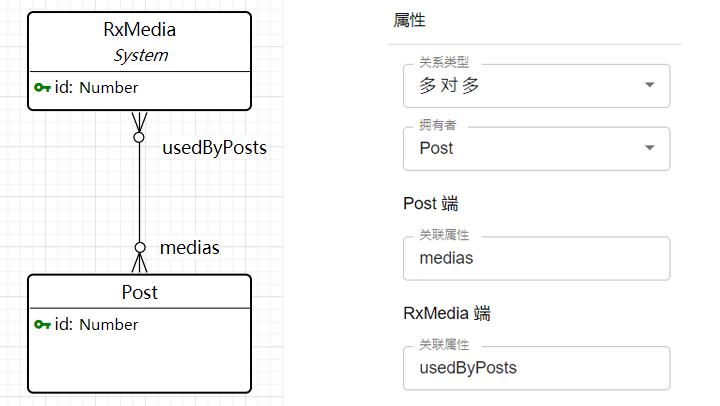 RxMedia
System
id: Number
usedByPosts
medias
Post
id: Number
属性
关系类型
多对多
拥有者
Post
Post 端
关联属性
medias
RxMedia 端
关联属性
usedByPosts